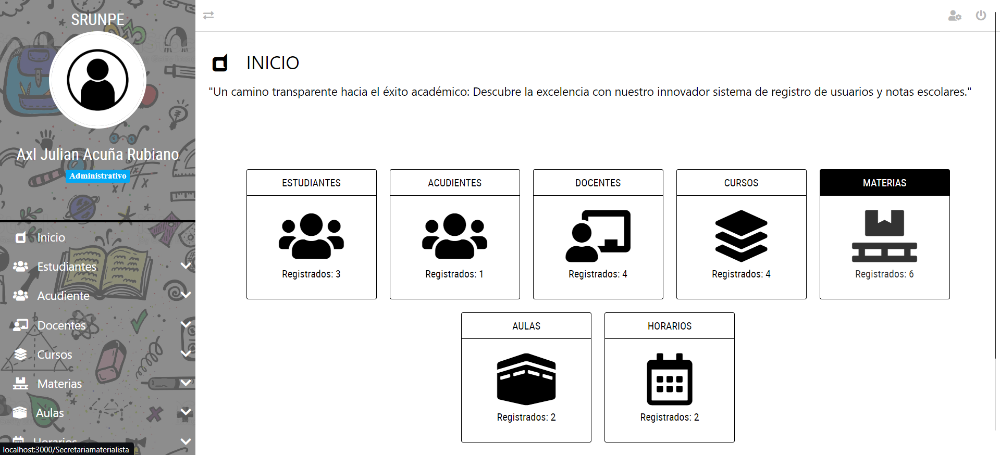 SRUNPE
Axl Julian Acuña Rubiano
Administrativo
Inicio
Estudiantes
Acudiente
Docentes
Cursos
Materias
Aulas
Horarios
localhost:3000/Secretariamaterialista
INICIO
"Un camino transparente hacia el éxito académico: Descubre la excelencia con nuestro innovador sistema de registro de usuarios y notas escolares."
ESTUDIANTES
Registrados: 3
ACUDIENTES
Registrados: 1
DOCENTES
Registrados: 4
CURSOS
Registrados: 4
MATERIAS
Registrados: 6
AULAS
Registrados: 2
HORARIOS
Registrados: 2